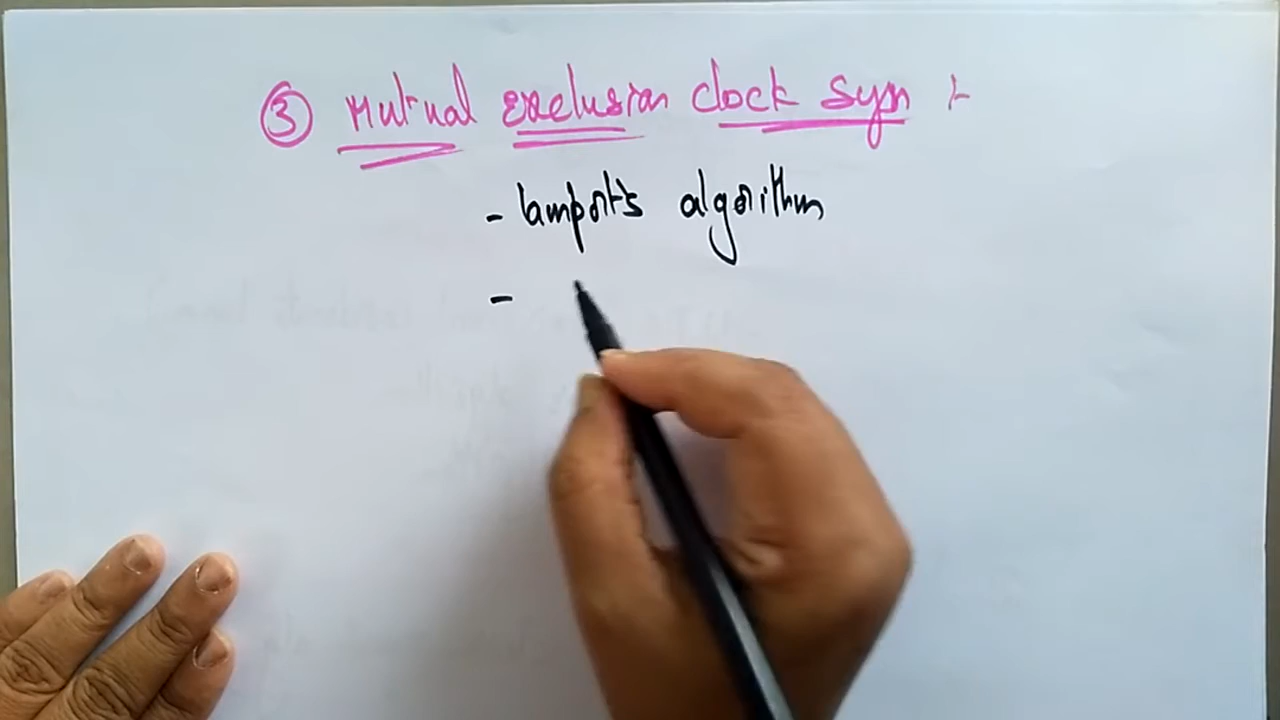 ③ Mutual exclusion clock syn :-
- lamport's algorithm
-